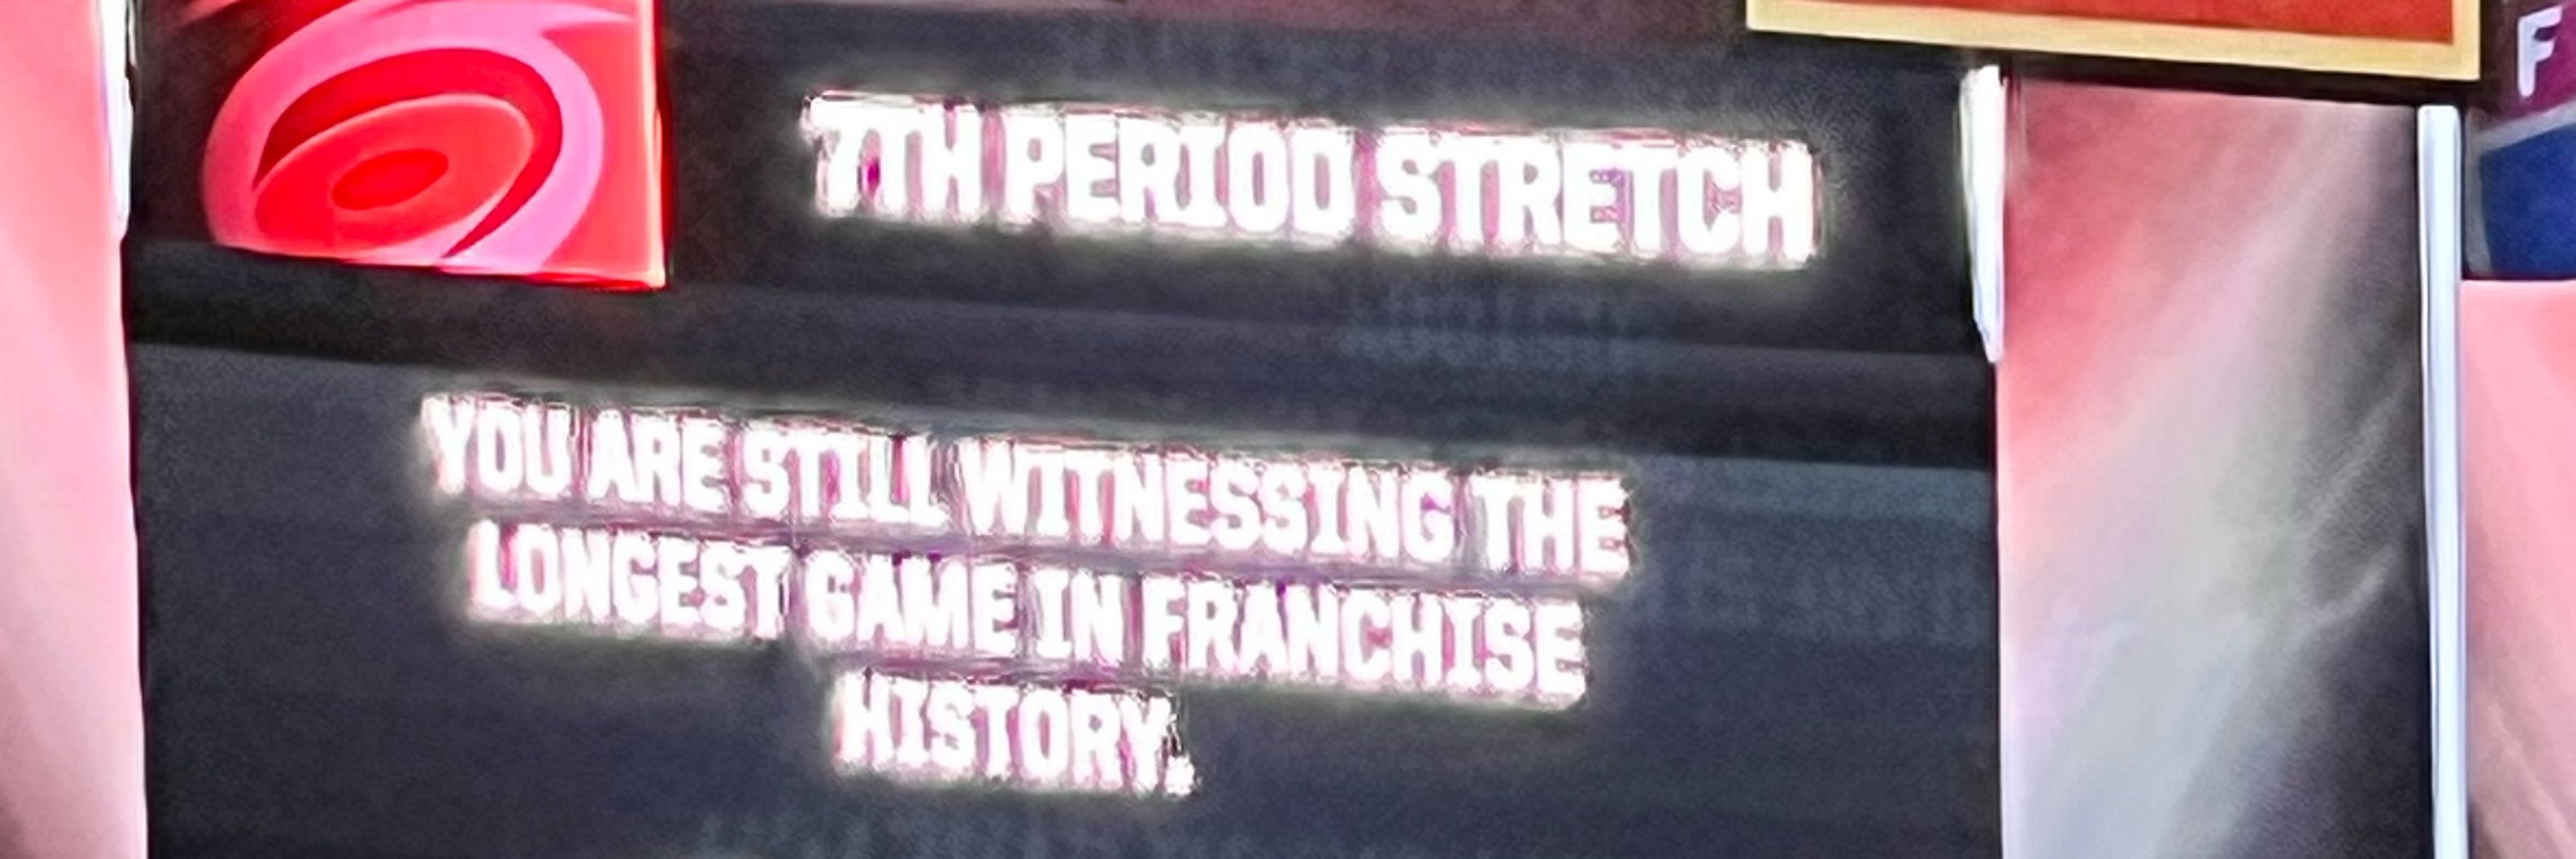 F
7TH PERIOD STRETCH
YOU ARE STILL WITNESSING THE
LONGEST GAME IN FRANCHISE
HISTORY.